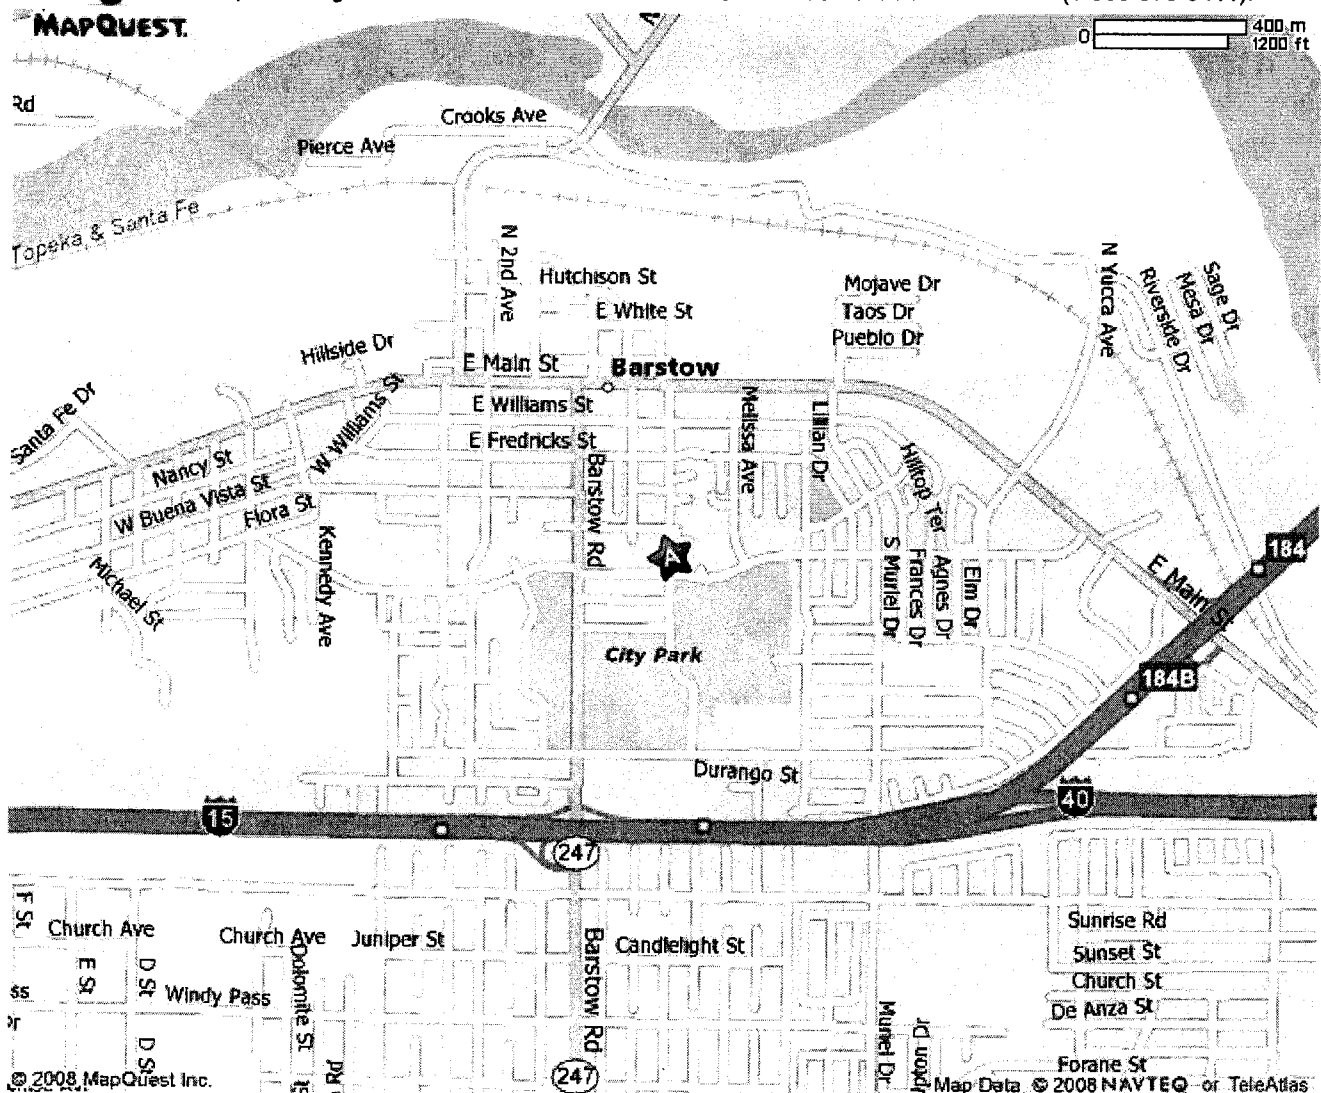 MAPQUEST.
0
400 m
1200 ft
Rd
Crooks Ave
Pierce Ave
Topeka & Santa Fe
N 2nd Ave
Hutchison St
E White St
Mojave Dr
Taos Dr
Pueblo Dr
N Yucca Ave
Riverside Dr
Mesa Dr
Sage Dr
Hillside Dr
E Main St
Barstow
Santa Fe Dr
W Williams St
E Williams St
Melissa Ave
Lillian Dr
E Fredricks St
Nancy St
Hilltop Ter
W Buena Vista St
Flora St
Barstow Rd
Kennedy Ave
Michael St
A
S Muriel Dr
Frances Dr
Agnes Dr
Elm Dr
E Main St
184
City Park
184B
Durango St
15
40
247
F St
Church Ave
Church Ave
Juniper St
Barstow Rd
Candlelight St
Sunrise Rd
Sunset St
E St
D St
Windy Pass
Dolomite St
Church St
De Anza St
Muriel Dr
D St
Rd
Forane St
247
© 2008 MapQuest Inc.
Map Data © 2008 NAVTEQ or TeleAtlas